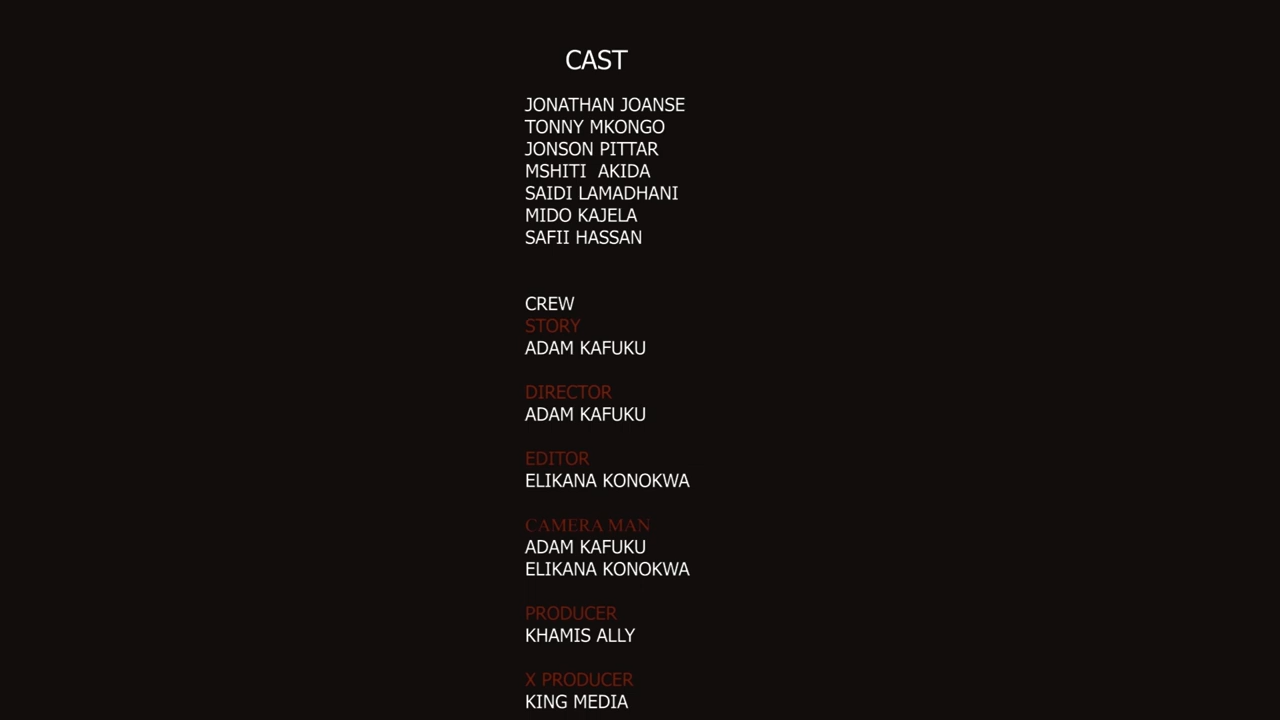 CAST
JONATHAN JOANSE
TONNY MKONGO
JONSON PITTAR
MSHITI  AKIDA
SAIDI LAMADHANI
MIDO KAJELA
SAFII HASSAN
CREW
STORY
ADAM KAFUKU
DIRECTOR
ADAM KAFUKU
EDITOR
ELIKANA KONOKWA
CAMERA MAN
ADAM KAFUKU
ELIKANA KONOKWA
PRODUCER
KHAMIS ALLY
X PRODUCER
KING MEDIA